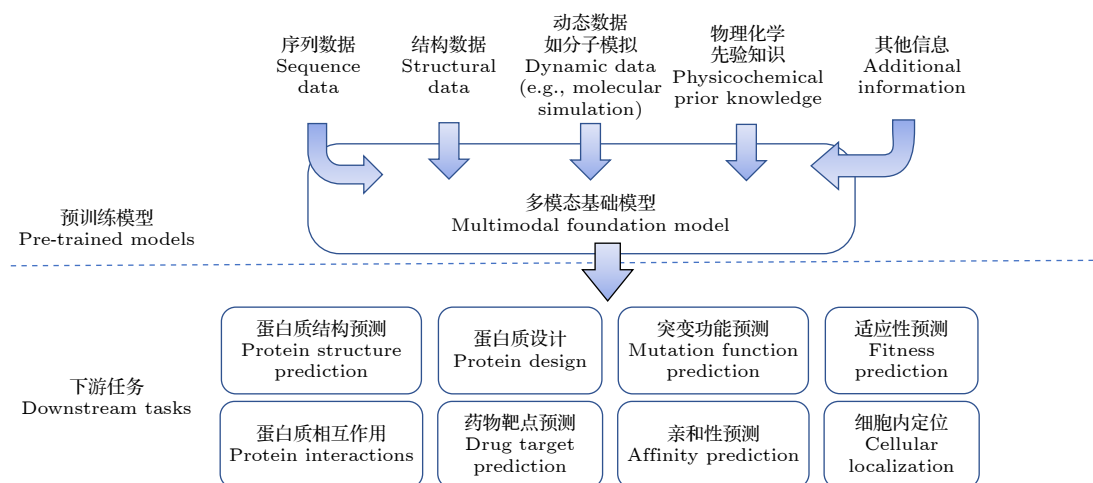 序列数据
Sequence
data
结构数据
Structural
data
动态数据
如分子模拟
Dynamic data
(e.g., molecular
simulation)
物理化学
先验知识
Physicochemical
prior knowledge
其他信息
Additional
information
多模态基础模型
Multimodal foundation model
预训练模型
Pre-trained models
下游任务
Downstream tasks
蛋白质结构预测
Protein structure
prediction
蛋白质设计
Protein design
突变功能预测
Mutation function
prediction
适应性预测
Fitness
prediction
蛋白质相互作用
Protein interactions
药物靶点预测
Drug target
prediction
亲和性预测
Affinity prediction
细胞内定位
Cellular
localization